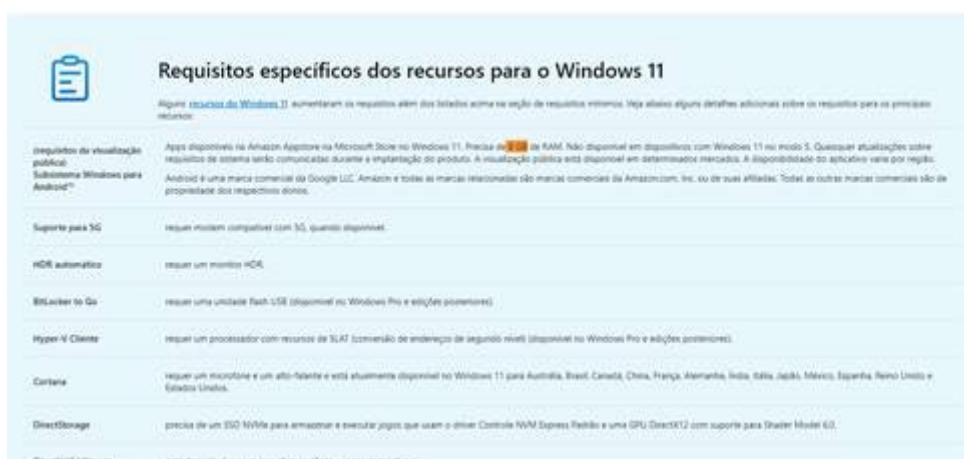 Requisitos específicos dos recursos para o Windows 11
Alguns recursos do Windows 11 aumentaram os requisitos além dos listados acima na seção de requisitos mínimos. Veja abaixo alguns detalhes adicionais sobre os requisitos para os principais
recursos:
(requisitos da visualização
pública)
Subsistema Windows para
Android™
Apps disponíveis na Amazon Appstore na Microsoft Store no Windows 11. Precisa de 8 GB de RAM. Não disponível em dispositivos com Windows 11 no modo S. Quaisquer atualizações sobre
requisitos de sistema serão comunicadas durante a implantação do produto. A visualização pública está disponível em determinados mercados. A disponibilidade do aplicativo varia por região.
Android é uma marca comercial da Google LLC. Amazon e todas as marcas relacionadas são marcas comerciais da Amazon.com, Inc. ou de suas afiliadas. Todas as outras marcas comerciais são de
propriedade dos respectivos donos.
Suporte para 5G
requer modem compatível com 5G, quando disponível.
HDR automático
requer um monitor HDR.
BitLocker to Go
requer uma unidade flash USB (disponível no Windows Pro e edições posteriores).
Hyper-V Cliente
requer um processador com recursos de SLAT (conversão de endereços de segundo nível) (disponível no Windows Pro e edições posteriores).
Cortana
requer um microfone e um alto-falante e está atualmente disponível no Windows 11 para Austrália, Brasil, Canadá, China, França, Alemanha, Índia, Itália, Japão, México, Espanha, Reino Unido e
Estados Unidos.
DirectStorage
precisa de um SSD NVMe para armazenar e executar jogos que usam o driver Controle NVM Express Padrão e uma GPU DirectX12 com suporte para Shader Model 6.0.